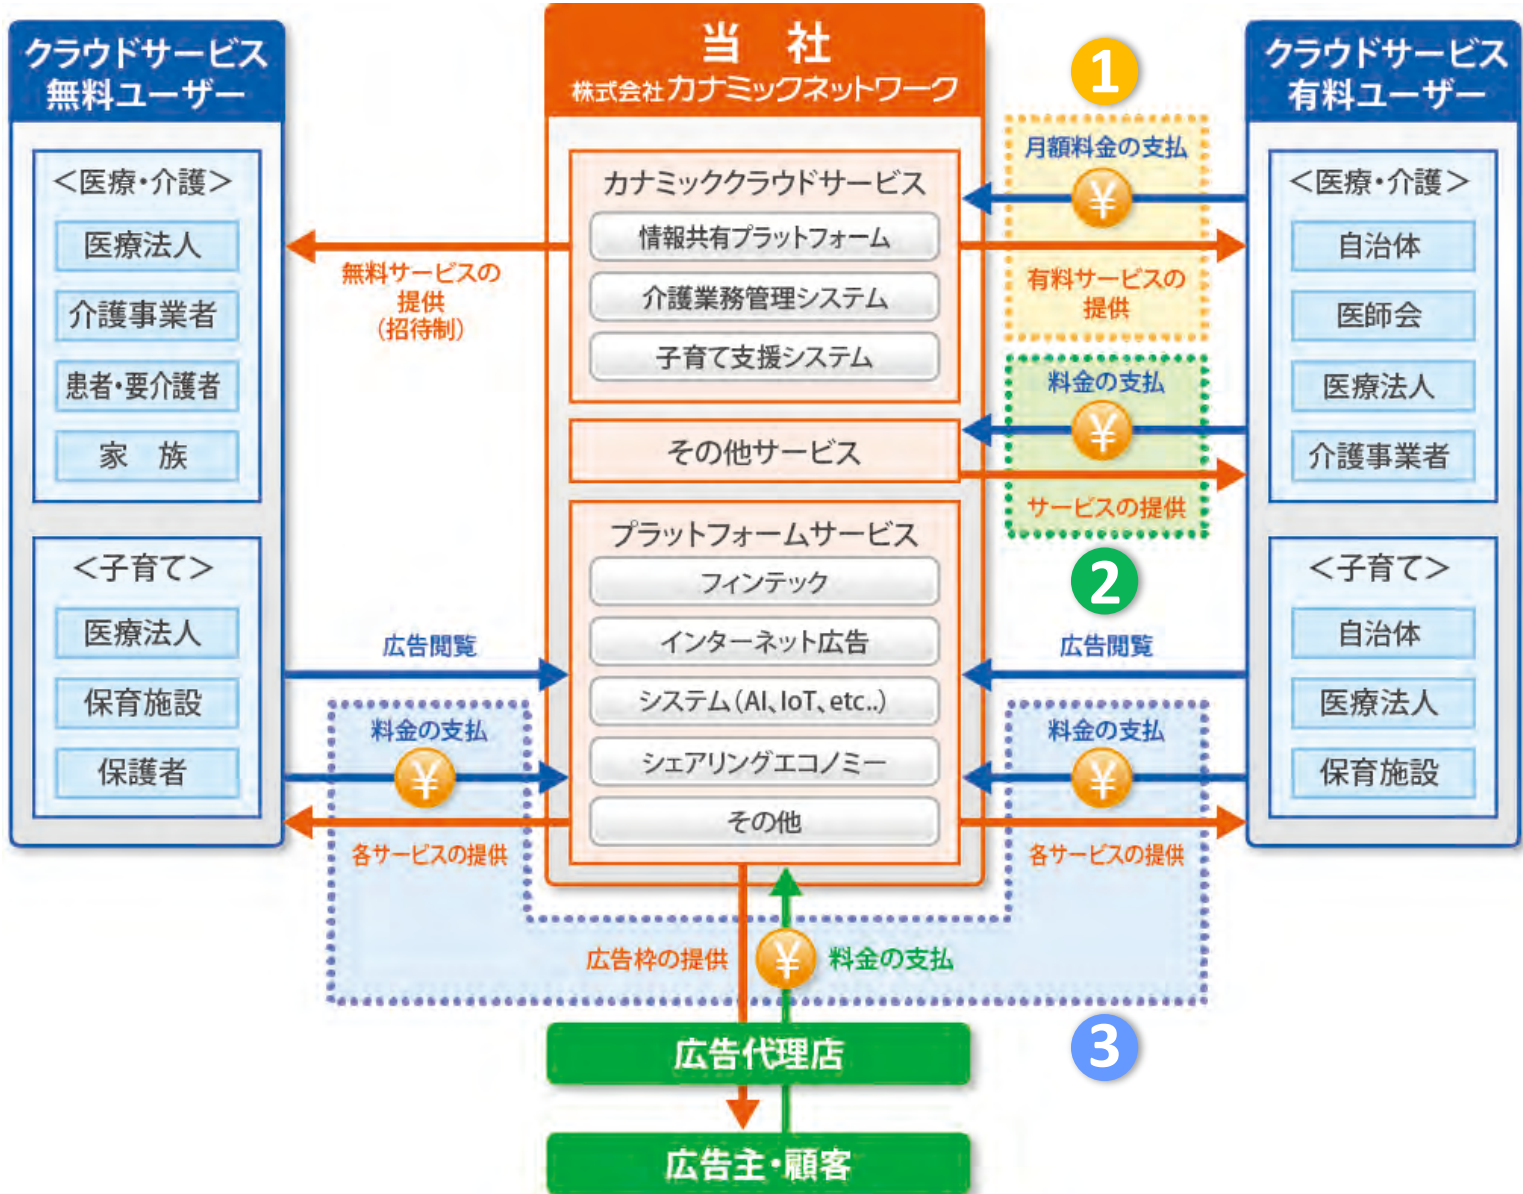 クラウドサービス
無料ユーザー
<医療・介護>
医療法人
介護事業者
患者・要介護者
家　族
<子育て>
医療法人
保育施設
保護者
無料サービスの
提供
(招待制)
広告閲覧
料金の支払
¥
各サービスの提供
当　社
株式会社カナミックネットワーク
カナミッククラウドサービス
情報共有プラットフォーム
介護業務管理システム
子育て支援システム
その他サービス
プラットフォームサービス
フィンテック
インターネット広告
システム(AI、IoT、etc..)
シェアリングエコノミー
その他
1
月額料金の支払
¥
有料サービスの
提供
料金の支払
¥
サービスの提供
2
広告閲覧
料金の支払
¥
各サービスの提供
クラウドサービス
有料ユーザー
<医療・介護>
自治体
医師会
医療法人
介護事業者
<子育て>
自治体
医療法人
保育施設
広告枠の提供
¥
料金の支払
3
広告代理店
広告主・顧客